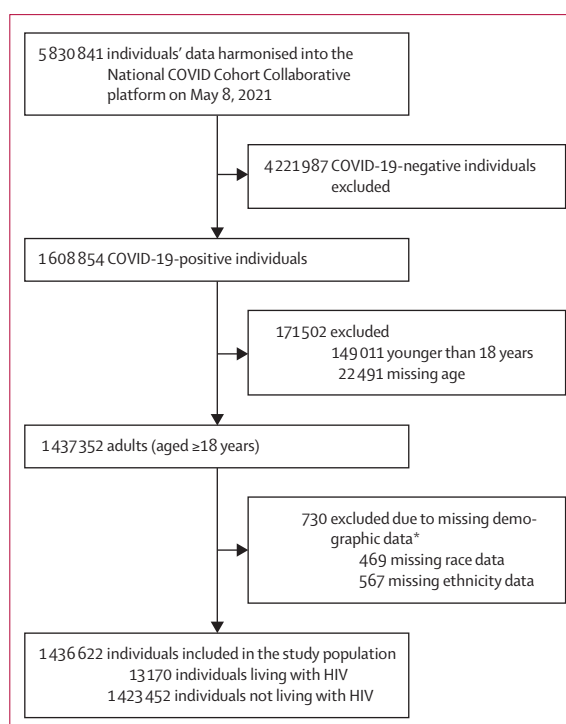 5 830 841 individuals’ data harmonised into the
National COVID Cohort Collaborative
platform on May 8, 2021
4 221 987 COVID-19-negative individuals
excluded
1 608 854 COVID-19-positive individuals
171 502 excluded
149 011 younger than 18 years
22 491 missing age
1 437 352 adults (aged ≥18 years)
730 excluded due to missing demo-
graphic data*
469 missing race data
567 missing ethnicity data
1 436 622 individuals included in the study population
13 170 individuals living with HIV
1 423 452 individuals not living with HIV